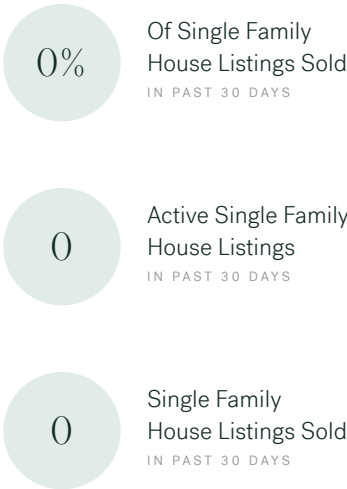 0%
Of Single Family
House Listings Sold
IN PAST 30 DAYS
0
Active Single Family
House Listings
IN PAST 30 DAYS
0
Single Family
House Listings Sold
IN PAST 30 DAYS